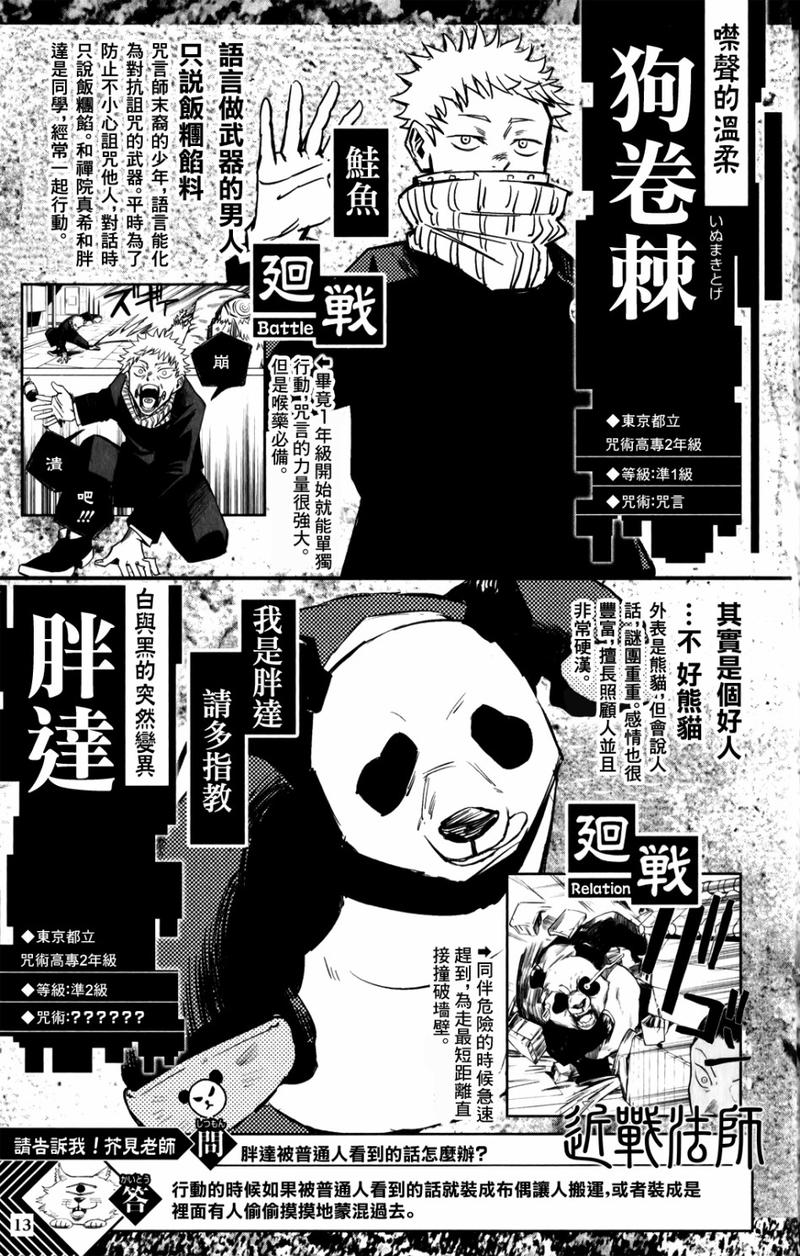 噤聲的溫柔
狗卷棘
いぬまきとげ
◆東京都立
咒術高專2年級
◆等級:準1級
◆咒術:咒言
鮭魚
語言做武器的男人
只說飯糰餡料
咒言師末裔的少年,語言能化
為對抗詛咒的武器。平時為了
防止不小心詛咒他人,對話時
只說飯糰餡。和禪院真希和胖
達是同學,經常一起行動。
廻戦
Battle
⬅畢竟1年級開始就能單獨
行動,咒言的力量很強大。
但是喉藥必備。
崩
潰
吧
!!!
其實是個好人
…不 好熊貓
外表是熊貓,但會說人
話,謎團重重。感情也很
豐富,擅長照顧人並且
非常硬漢。
我是胖達
請多指教
白與黑的突然變異
胖達
◆東京都立
咒術高專2年級
◆等級:準2級
◆咒術:??????
廻戦
Relation
➡同伴危險的時候急速
趕到,為走最短距離直
接撞破墙壁。
近戰法師
請告訴我!芥見老師
しつもん
問
胖達被普通人看到的話怎麼辦?
かいとう
答
行動的時候如果被普通人看到的話就裝成布偶讓人搬運,或者裝成是
裡面有人偷偷摸摸地蒙混過去。
13